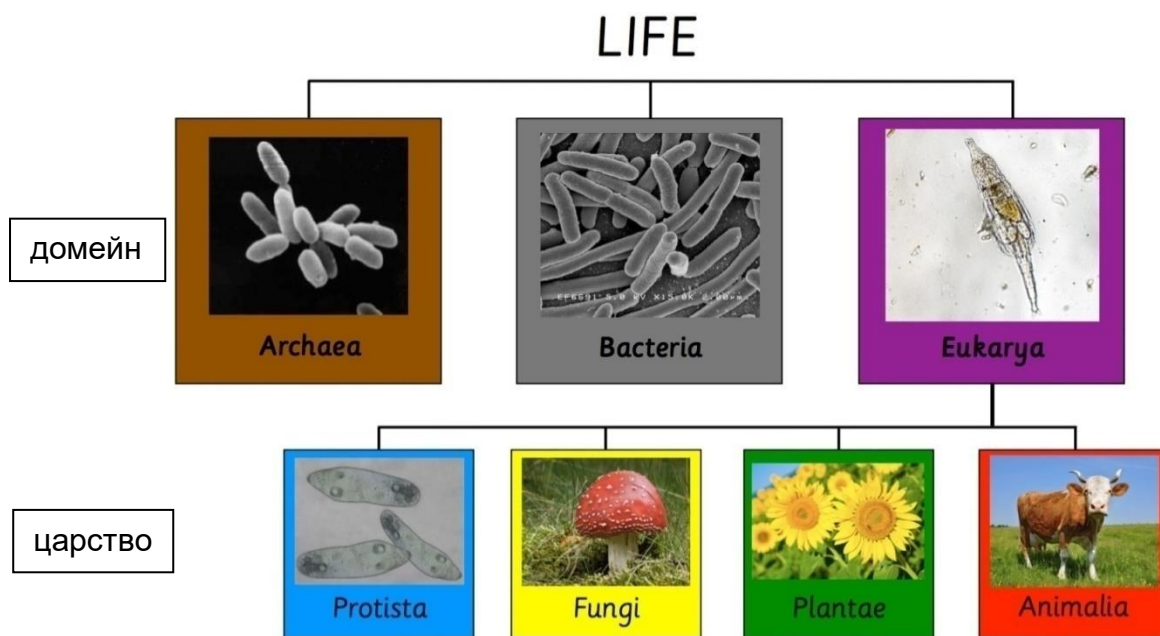 LIFE
домейн
Archaea
Bacteria
Eukarya
царство
Protista
Fungi
Plantae
Animalia